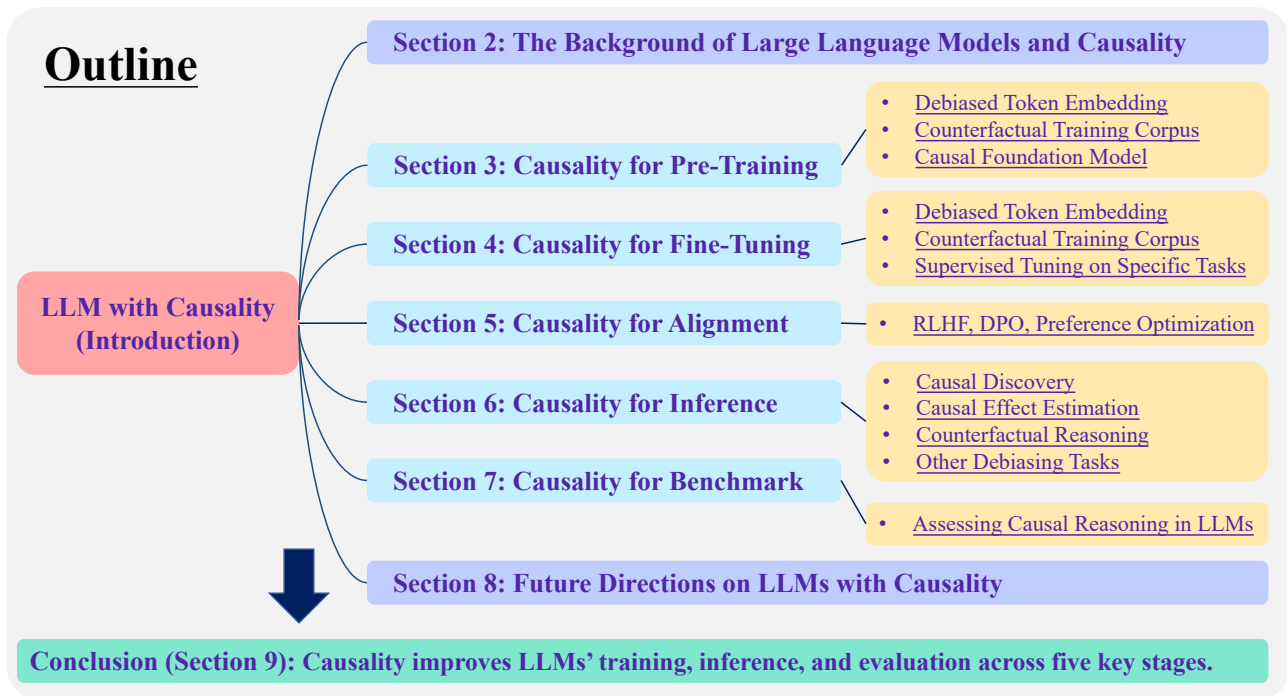 Outline
LLM with Causality
(Introduction)
Section 2: The Background of Large Language Models and Causality
Section 3: Causality for Pre-Training
• Debiased Token Embedding
• Counterfactual Training Corpus
• Causal Foundation Model
Section 4: Causality for Fine-Tuning
• Debiased Token Embedding
• Counterfactual Training Corpus
• Supervised Tuning on Specific Tasks
Section 5: Causality for Alignment
• RLHF, DPO, Preference Optimization
Section 6: Causality for Inference
• Causal Discovery
• Causal Effect Estimation
• Counterfactual Reasoning
• Other Debiasing Tasks
Section 7: Causality for Benchmark
• Assessing Causal Reasoning in LLMs
Section 8: Future Directions on LLMs with Causality
Conclusion (Section 9): Causality improves LLMs’ training, inference, and evaluation across five key stages.